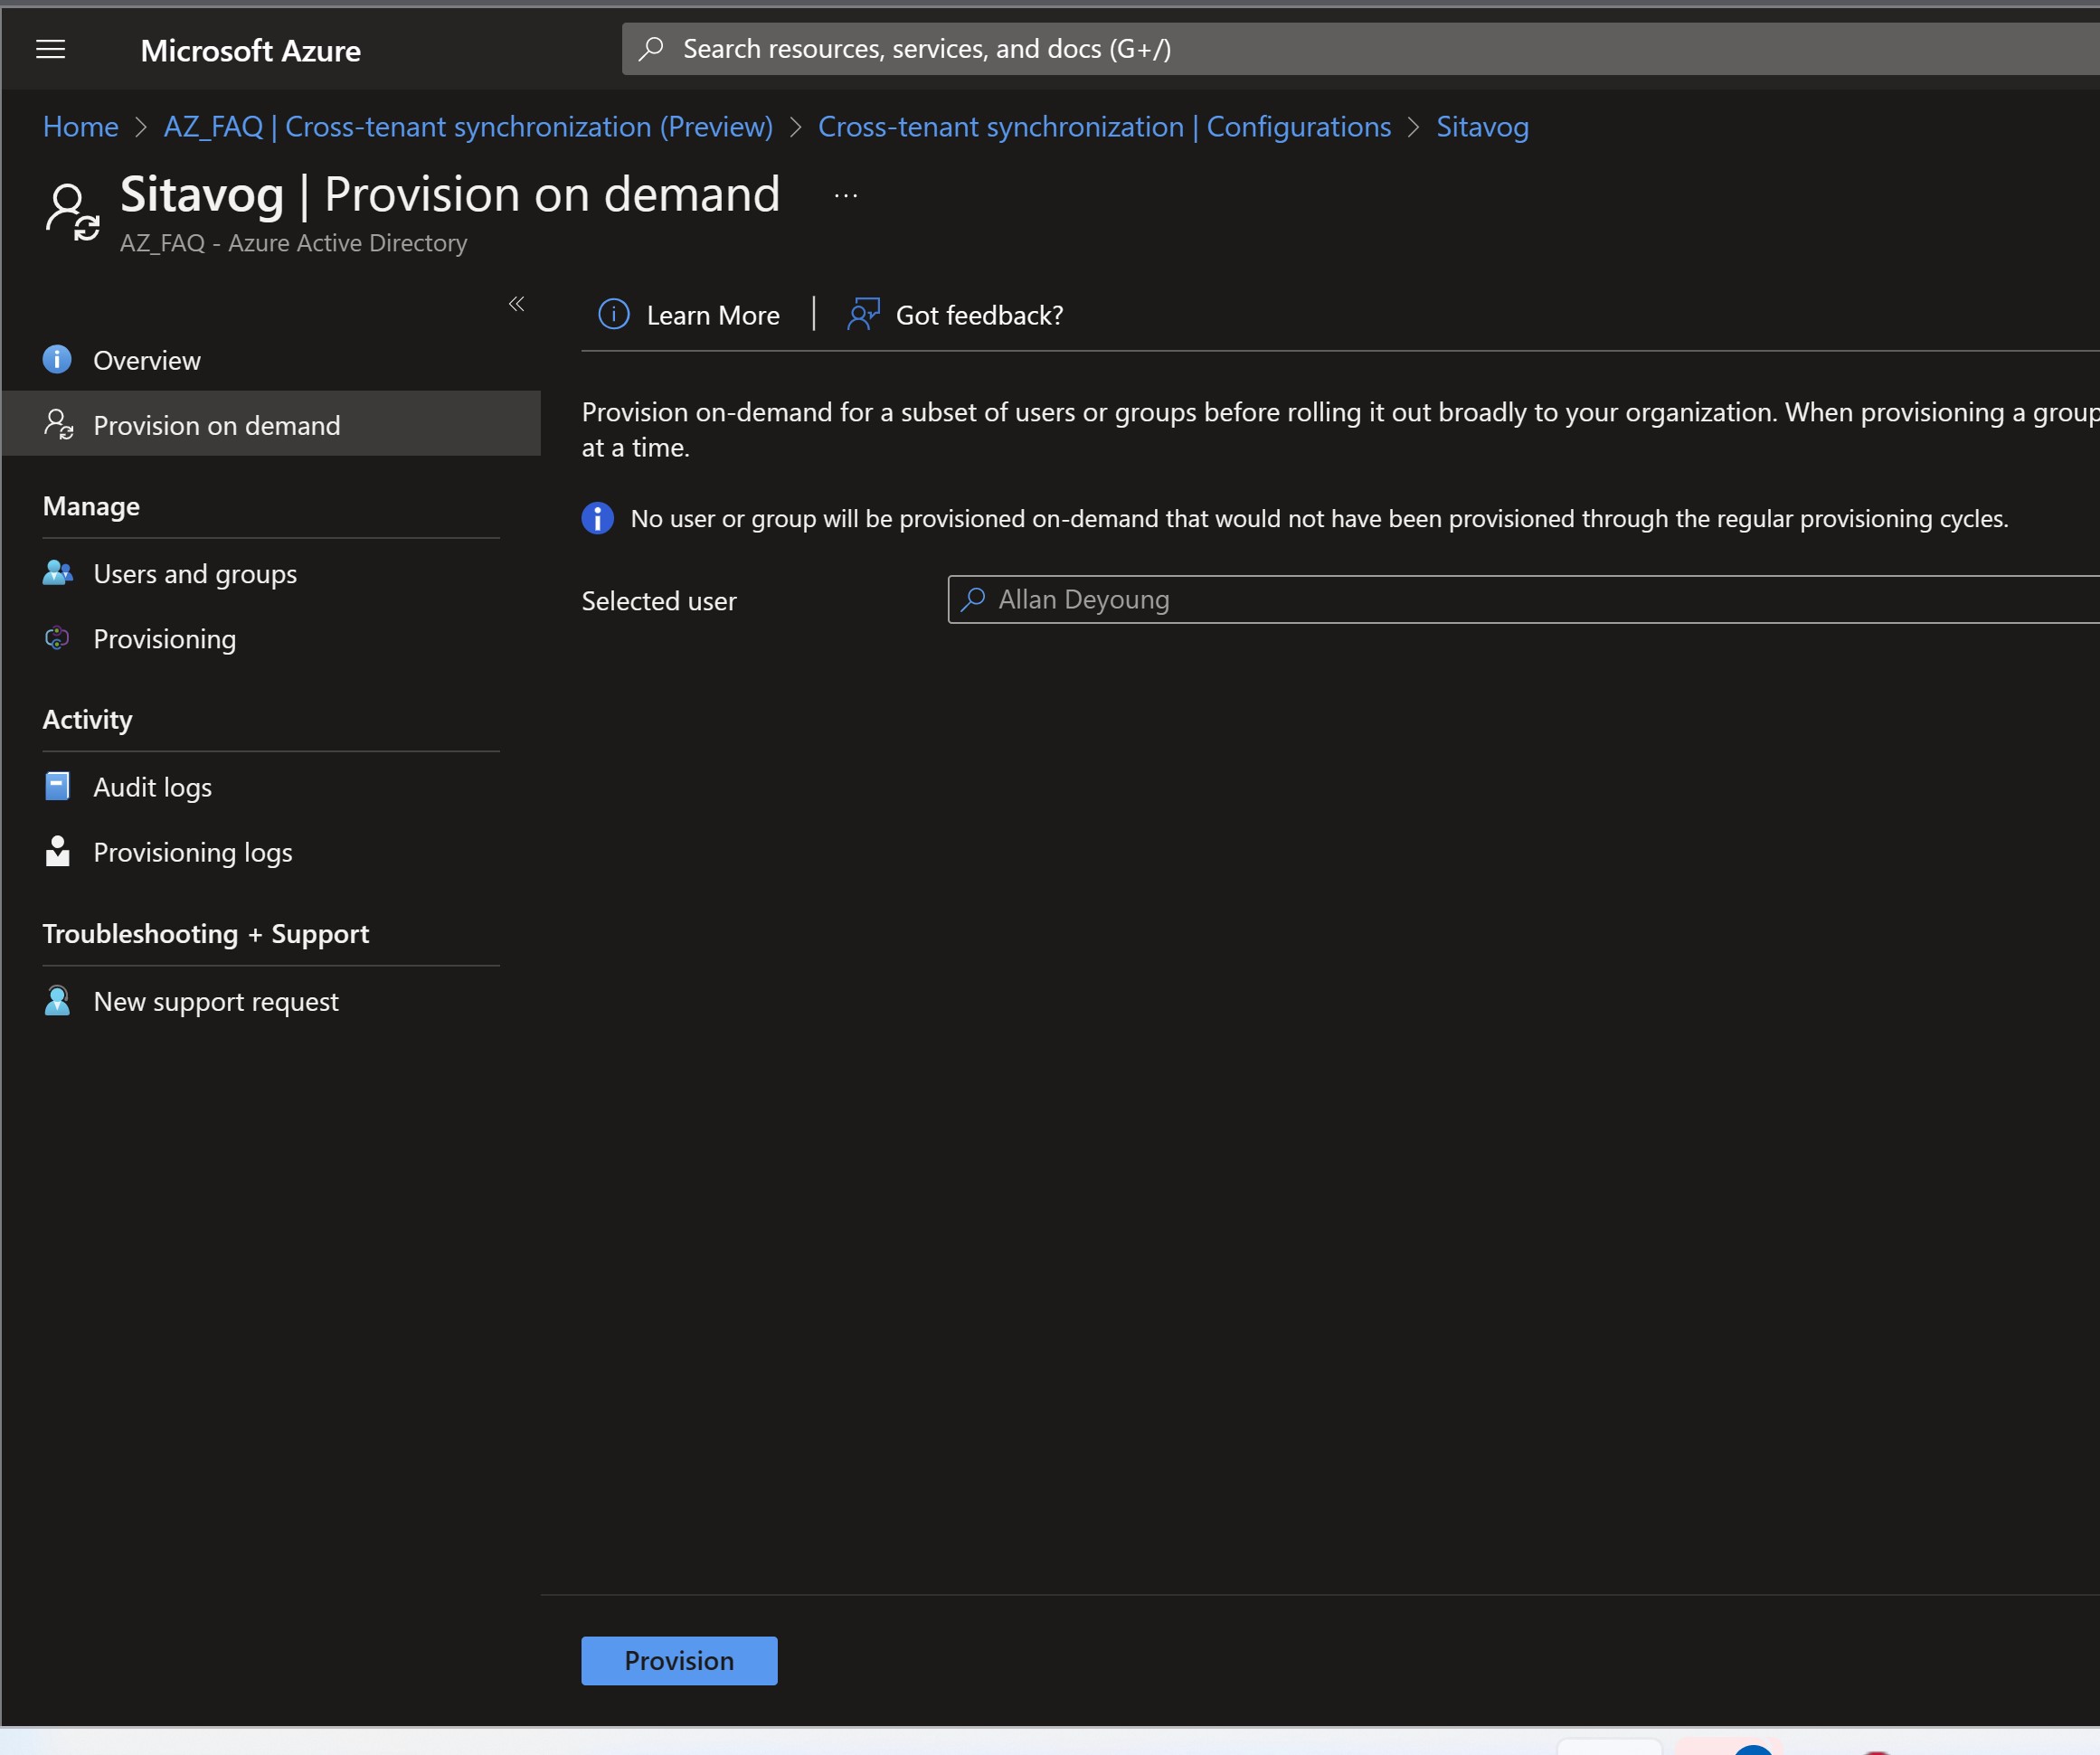 Microsoft Azure
Search resources, services, and docs (G+/)
Home > AZ_FAQ | Cross-tenant synchronization (Preview) > Cross-tenant synchronization | Configurations > Sitavog
Sitavog | Provision on demand ...
AZ_FAQ - Azure Active Directory
Learn More | Got feedback?
Overview
Provision on demand
Manage
Users and groups
Provisioning
Activity
Audit logs
Provisioning logs
Troubleshooting + Support
New support request
Provision on-demand for a subset of users or groups before rolling it out broadly to your organization. When provisioning a group
at a time.
No user or group will be provisioned on-demand that would not have been provisioned through the regular provisioning cycles.
Selected user
Allan Deyoung
Provision